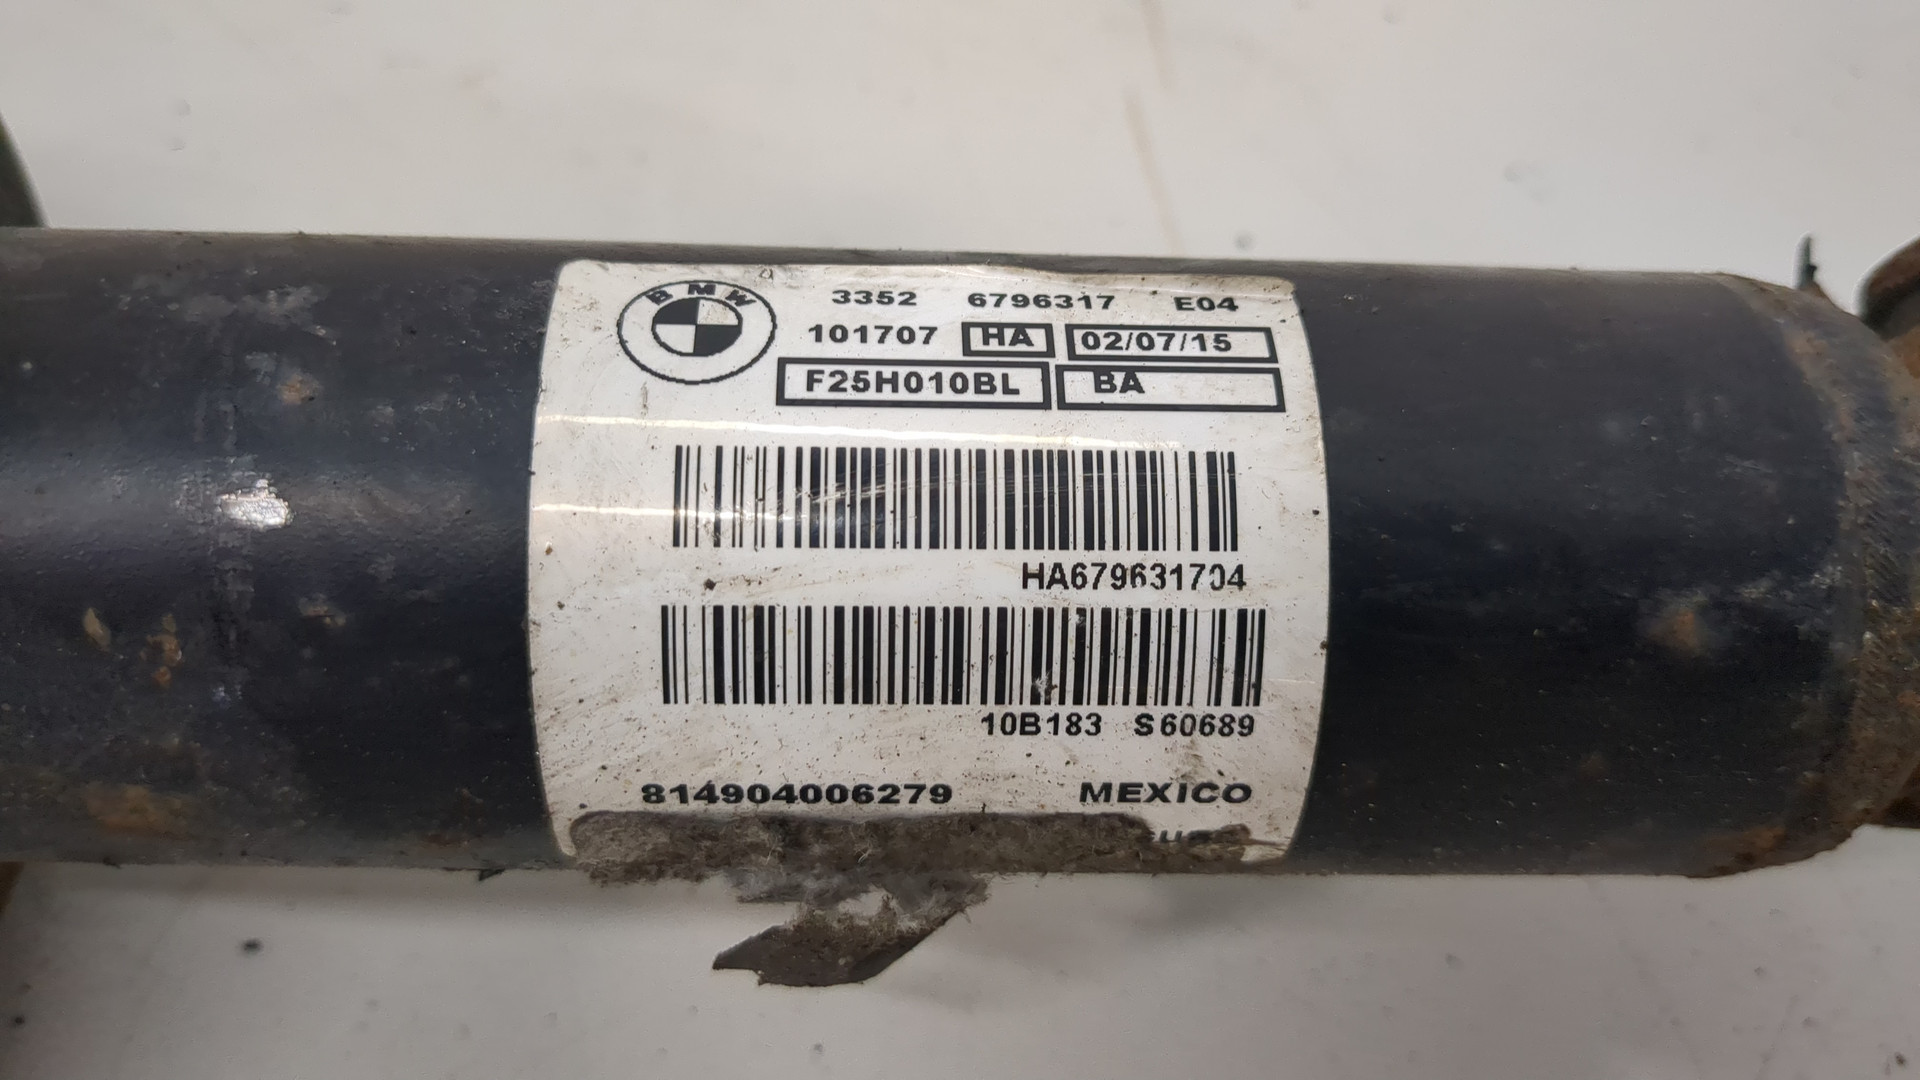 BMW
3352 6796317 E04
101707 HA 02/07/15
F25H010BL BA
HA679631704
10B183 S60689
814904006279 MEXICO